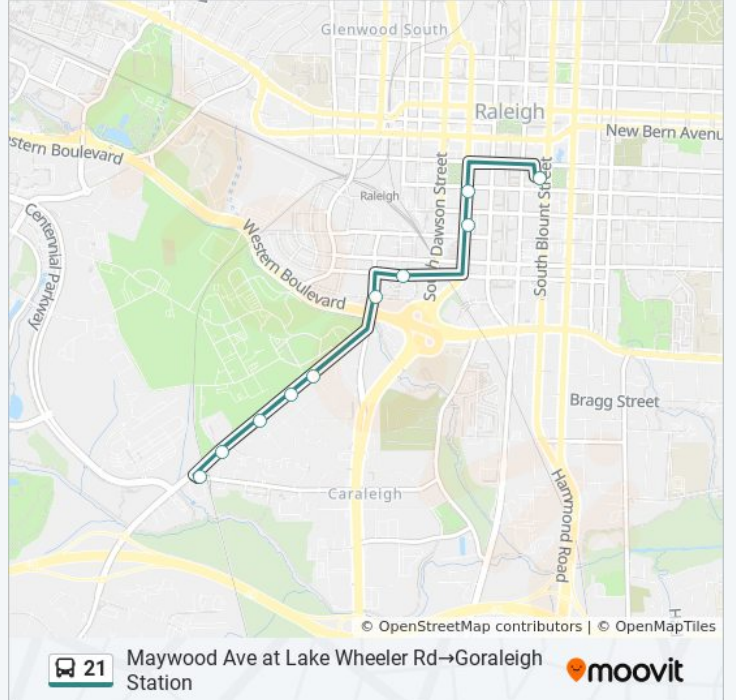 Glenwood South
Raleigh
New Bern Avenu
stern Boulevard
Raleigh
South Dawson Street
South Blount Street
Centennial Parkway
Western Boulevard
Bragg Street
Caraleigh
Hammond Road
H
© OpenStreetMap contributors | © OpenMapTiles
21
Maywood Ave at Lake Wheeler Rd→Goraleigh
Station
moovit